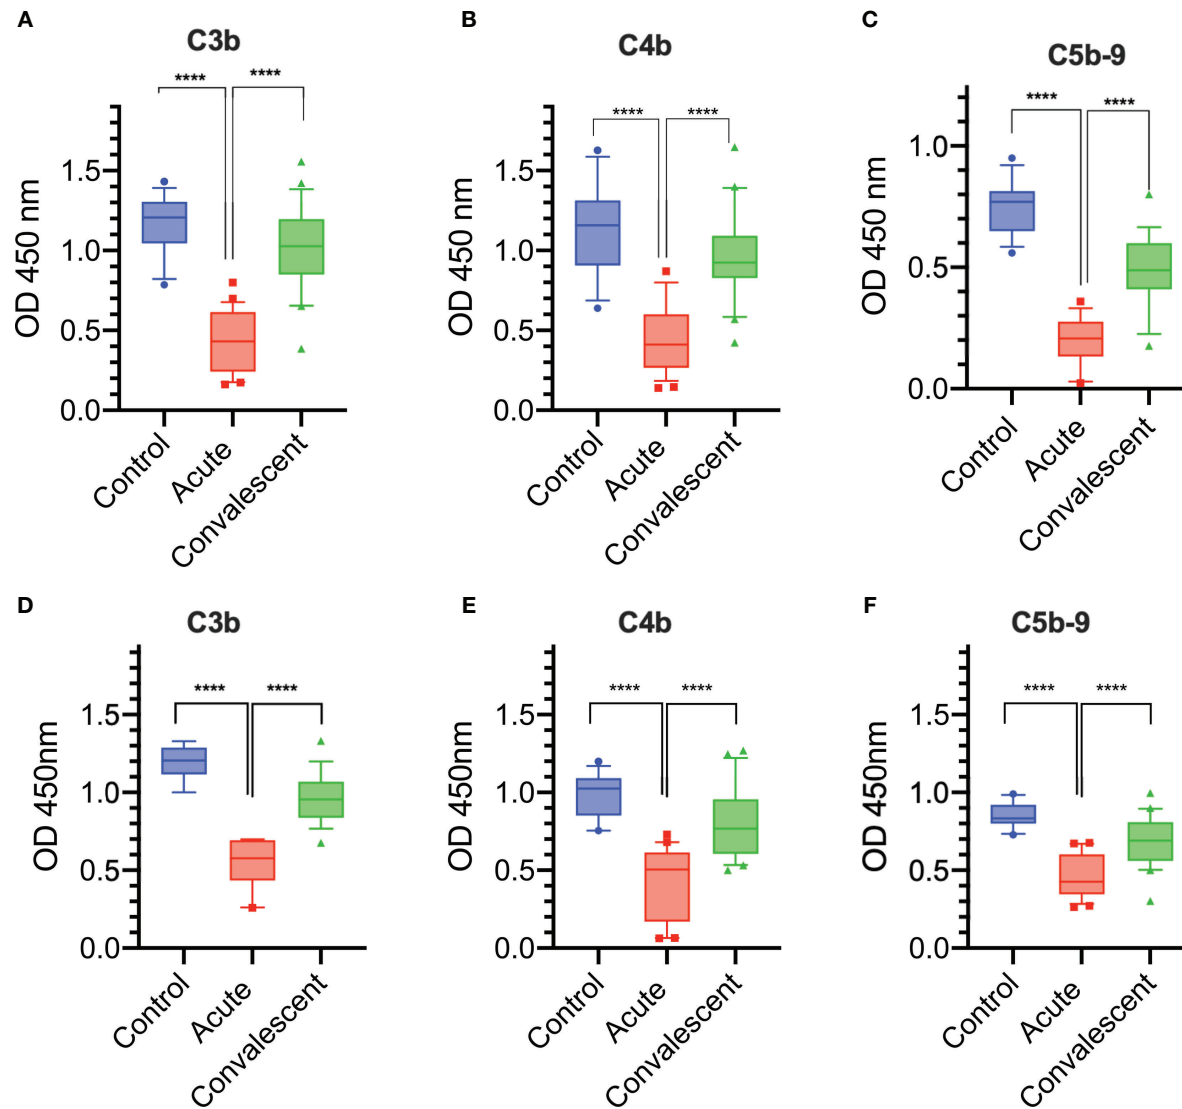 A
C3b
**** ****
OD 450 nm
1.5
1.0
0.5
0.0
Control
Acute
Convalescent
B
C4b
**** ****
OD 450 nm
1.5
1.0
0.5
0.0
Control
Acute
Convalescent
C
C5b-9
**** ****
OD 450 nm
1.0
0.5
0.0
Control
Acute
Convalescent
D
C3b
**** ****
OD 450nm
1.5
1.0
0.5
0.0
Control
Acute
Convalescent
E
C4b
**** ****
OD 450nm
1.5
1.0
0.5
0.0
Control
Acute
Convalescent
F
C5b-9
**** ****
OD 450nm
1.5
1.0
0.5
0.0
Control
Acute
Convalescent